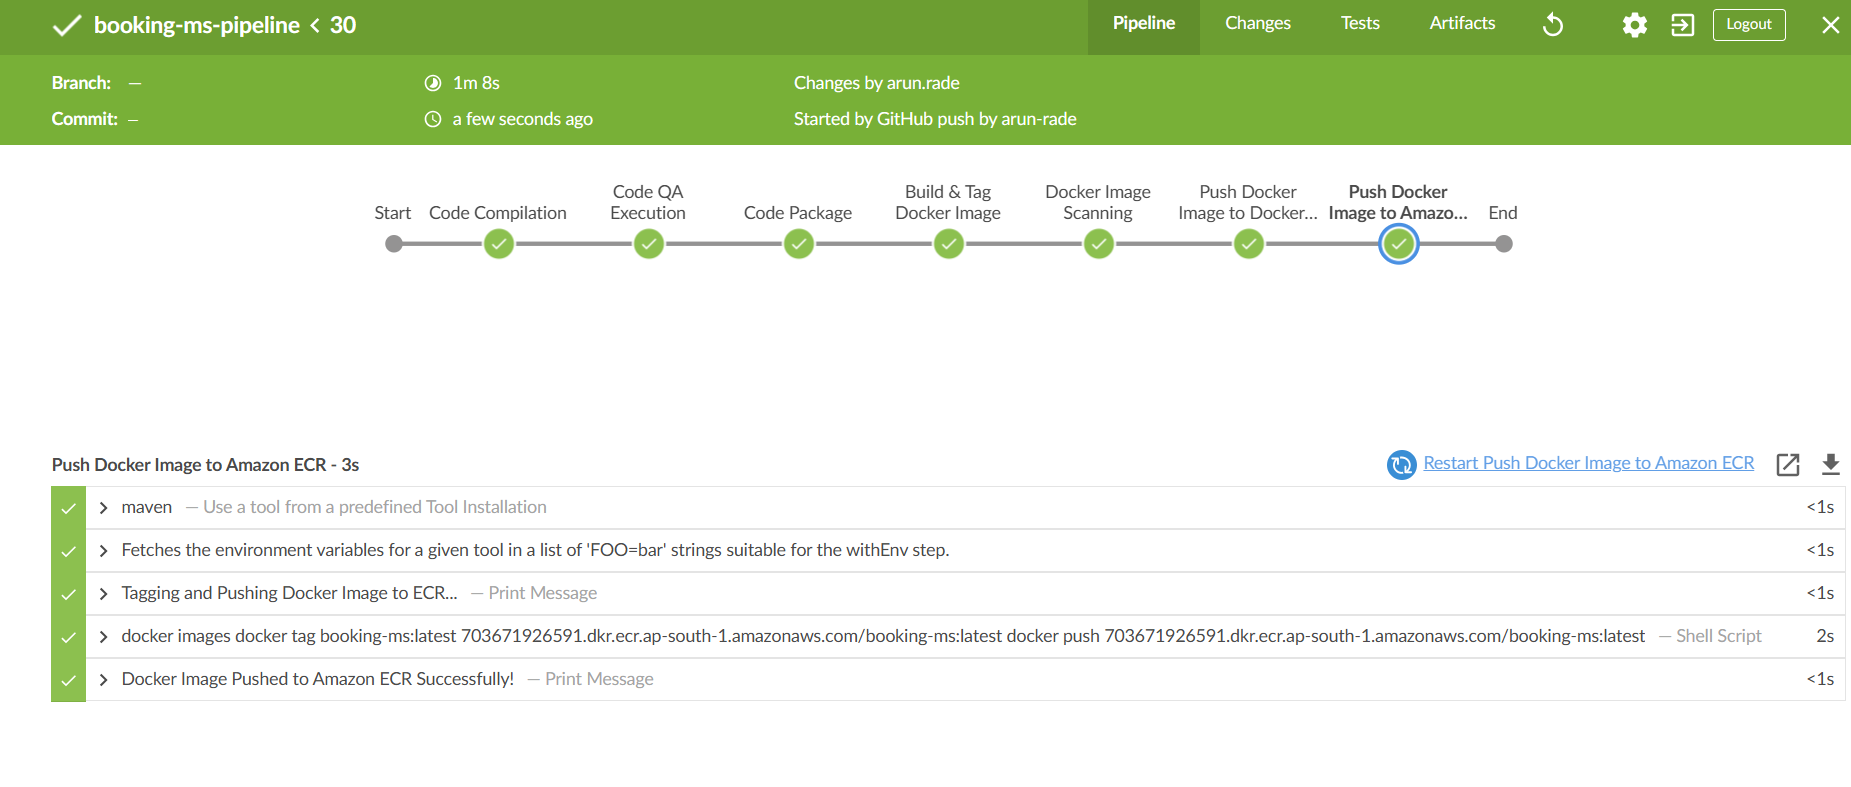 booking-ms-pipeline < 30
Pipeline
Changes
Tests
Artifacts
Logout
Branch: —
1m 8s
Changes by arun.rade
Commit: —
a few seconds ago
Started by GitHub push by arun-rade
Start
Code Compilation
Code QA
Execution
Code Package
Build & Tag
Docker Image
Docker Image
Scanning
Push Docker
Image to Docker...
Push Docker
Image to Amazo...
End
Push Docker Image to Amazon ECR - 3s
Restart Push Docker Image to Amazon ECR
maven — Use a tool from a predefined Tool Installation <1s
Fetches the environment variables for a given tool in a list of 'FOO=bar' strings suitable for the withEnv step. <1s
Tagging and Pushing Docker Image to ECR... — Print Message <1s
docker images docker tag booking-ms:latest 703671926591.dkr.ecr.ap-south-1.amazonaws.com/booking-ms:latest docker push 703671926591.dkr.ecr.ap-south-1.amazonaws.com/booking-ms:latest — Shell Script 2s
Docker Image Pushed to Amazon ECR Successfully! — Print Message <1s